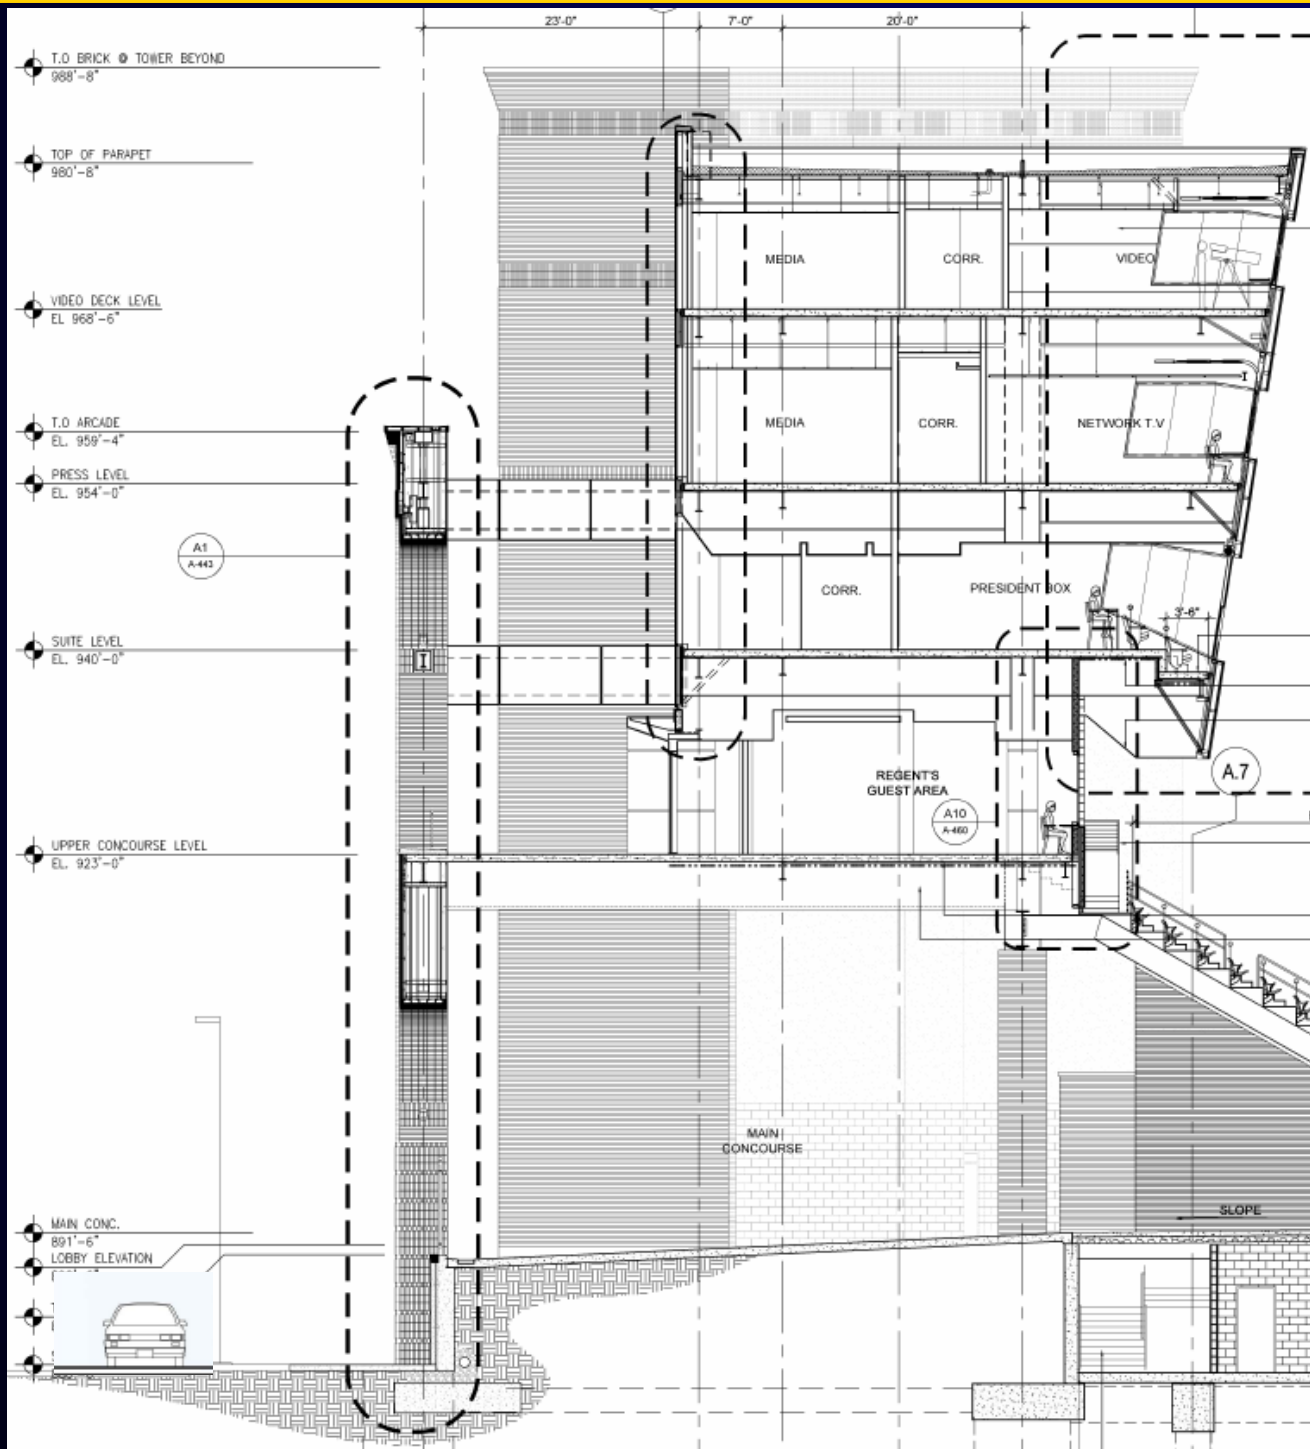 23'-0"
7'-0"
20'-0"
T.O BRICK @ TOWER BEYOND
988'-8"
TOP OF PARAPET
980'-8"
MEDIA
CORR.
VIDEO
VIDEO DECK LEVEL
EL 968'-6"
T.O ARCADE
EL. 959'-4"
MEDIA
CORR.
NETWORK T.V
PRESS LEVEL
EL. 954'-0"
A1
A-443
CORR.
PRESIDENT BOX
3'-6"
SUITE LEVEL
EL. 940'-0"
I
REGENT'S
GUEST AREA
A.7
A10
A-460
UPPER CONCOURSE LEVEL
EL. 923'-0"
MAIN
CONCOURSE
SLOPE
MAIN CONC.
891'-6"
LOBBY ELEVATION